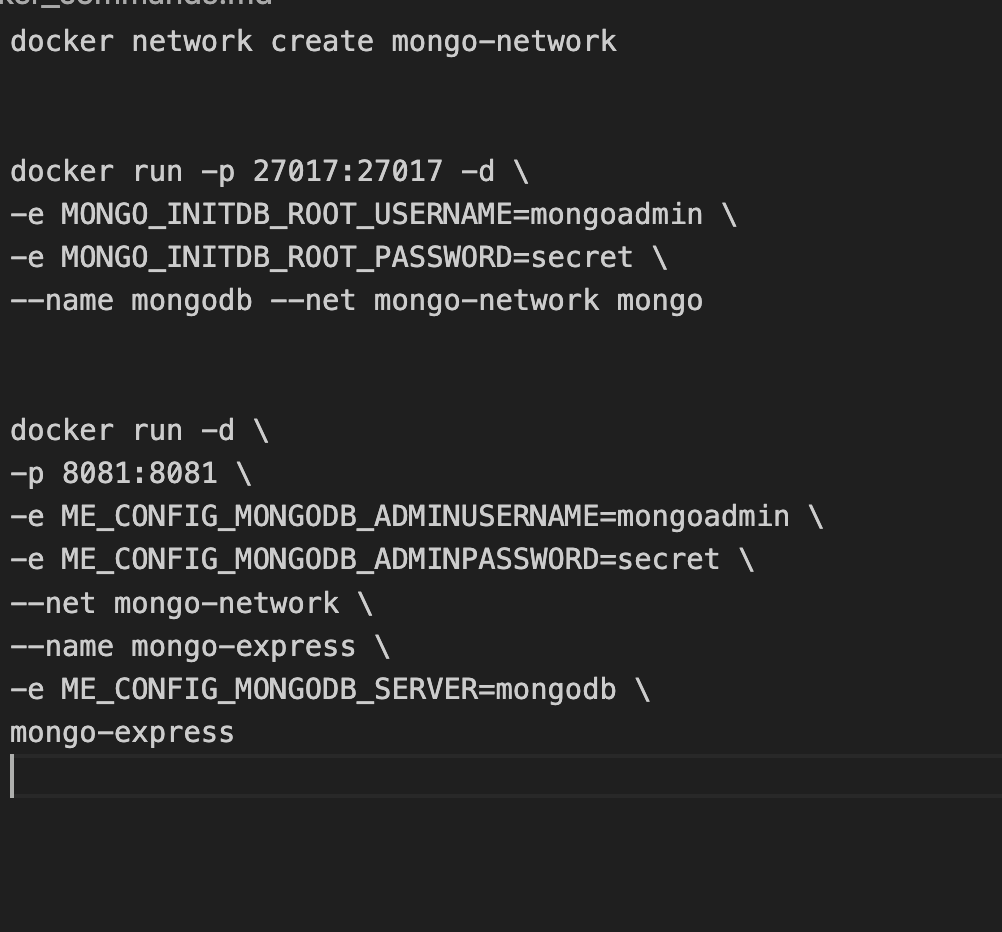 docker network create mongo-network
docker run -p 27017:27017 -d \
-e MONGO_INITDB_ROOT_USERNAME=mongoadmin \
-e MONGO_INITDB_ROOT_PASSWORD=secret \
--name mongodb --net mongo-network mongo
docker run -d \
-p 8081:8081 \
-e ME_CONFIG_MONGODB_ADMINUSERNAME=mongoadmin \
-e ME_CONFIG_MONGODB_ADMINPASSWORD=secret \
--net mongo-network \
--name mongo-express \
-e ME_CONFIG_MONGODB_SERVER=mongodb \
mongo-express